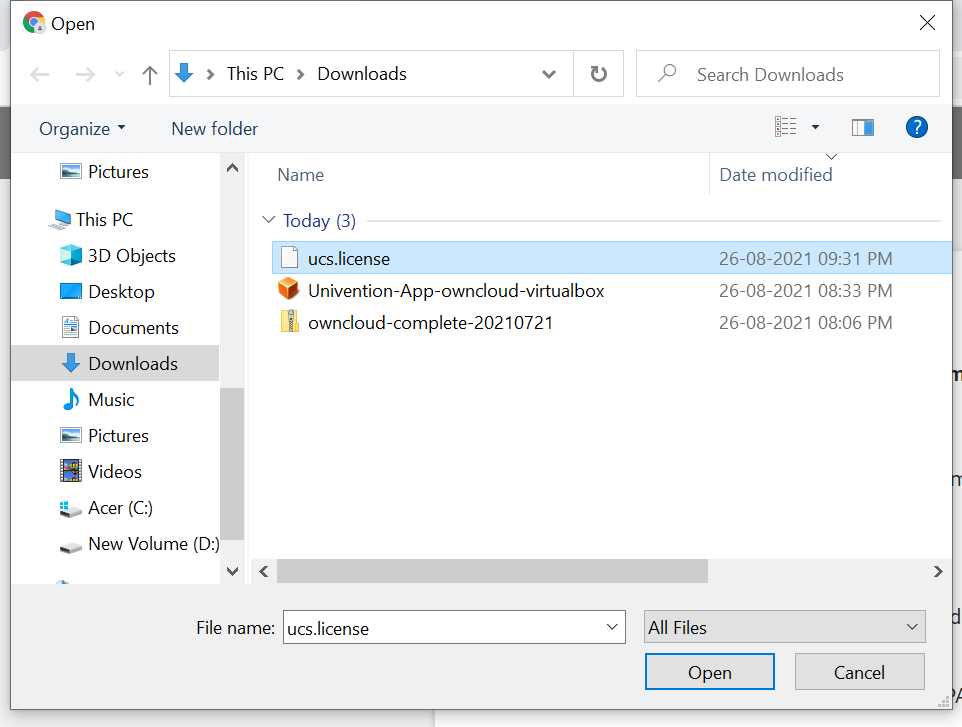 Open
This PC > Downloads
Search Downloads
Organize
New folder
?
Pictures
This PC
3D Objects
Desktop
Documents
Downloads
Music
Pictures
Videos
Acer (C:)
New Volume (D:)
Name
Date modified
Today (3)
ucs.license 26-08-2021 09:31 PM
Univention-App-owncloud-virtualbox 26-08-2021 08:33 PM
owncloud-complete-20210721 26-08-2021 08:06 PM
File name: ucs.license
All Files
Open
Cancel